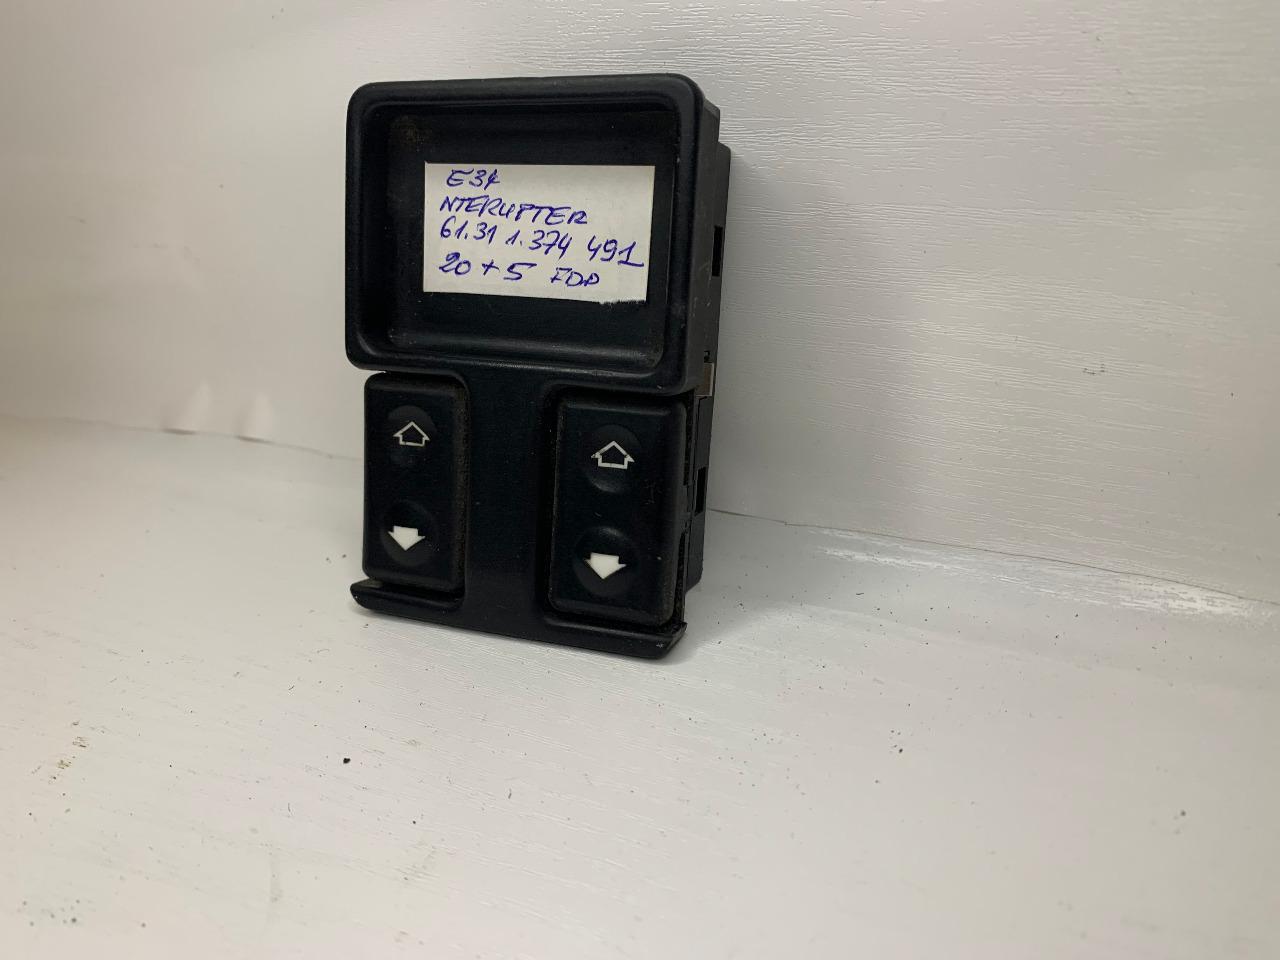 E34
NTERUPTER
61.31 1.374 491
20 + 5 FDP